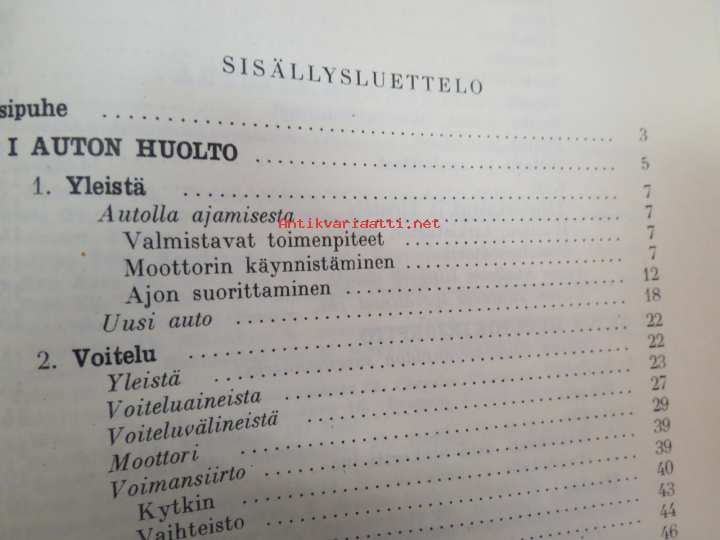 SISÄLLYSLUETTELO
sipuhe 3
I AUTON HUOLTO 5
1. Yleistä 7
Autolla ajamisesta 7
Antikvariaatti.net
Valmistavat toimenpiteet 7
Moottorin käynnistäminen 7
Ajon suorittaminen 12
Uusi auto 18
2. Voitelu 22
Yleistä 22
Voiteluaineista 23
Voiteluvälineistä 27
Moottori 29
Voimansiirto 39
Kytkin 39
Vaihteisto 40
43
44
46